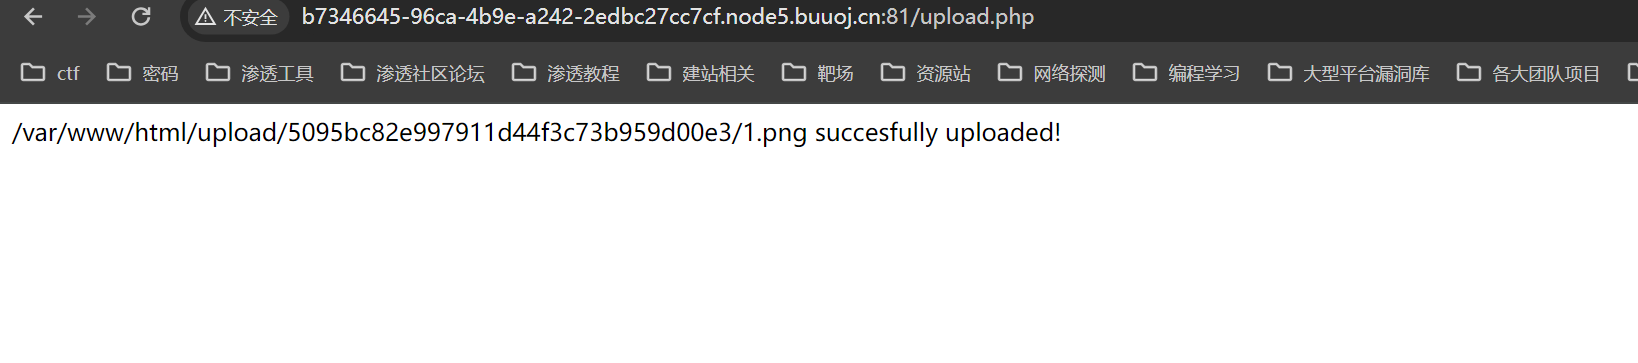 不安全 b7346645-96ca-4b9e-a242-2edbc27cc7cf.node5.buuoj.cn:81/upload.php
ctf 密码 渗透工具 渗透社区论坛 渗透教程 建站相关 靶场 资源站 网络探测 编程学习 大型平台漏洞库 各大团队项目
/var/www/html/upload/5095bc82e997911d44f3c73b959d00e3/1.png succesfully uploaded!